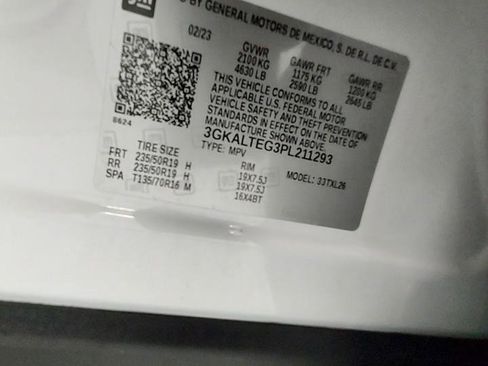 GM
BY GENERAL MOTORS DE MEXICO, S. DE R.L. DE C.V.
02/23
GVWR GAWR FRT GAWR RR
2100 KG 1175 KG 1200 KG
4630 LB 2590 LB 2645 LB
THIS VEHICLE CONFORMS TO ALL
APPLICABLE U.S. FEDERAL MOTOR
VEHICLE SAFETY AND THEFT PREVENTION
STANDARDS IN EFFECT ON THE DATE OF
MANUFACTURE SHOWN ABOVE.
8624
3GKALTEG3PL211293
TYPE: MPV MODEL: 33TXL26
TIRE SIZE RIM
FRT 235/50R19 H 19X7.5J
RR 235/50R19 H 19X7.5J
SPA T135/70R16 M 16X4BT